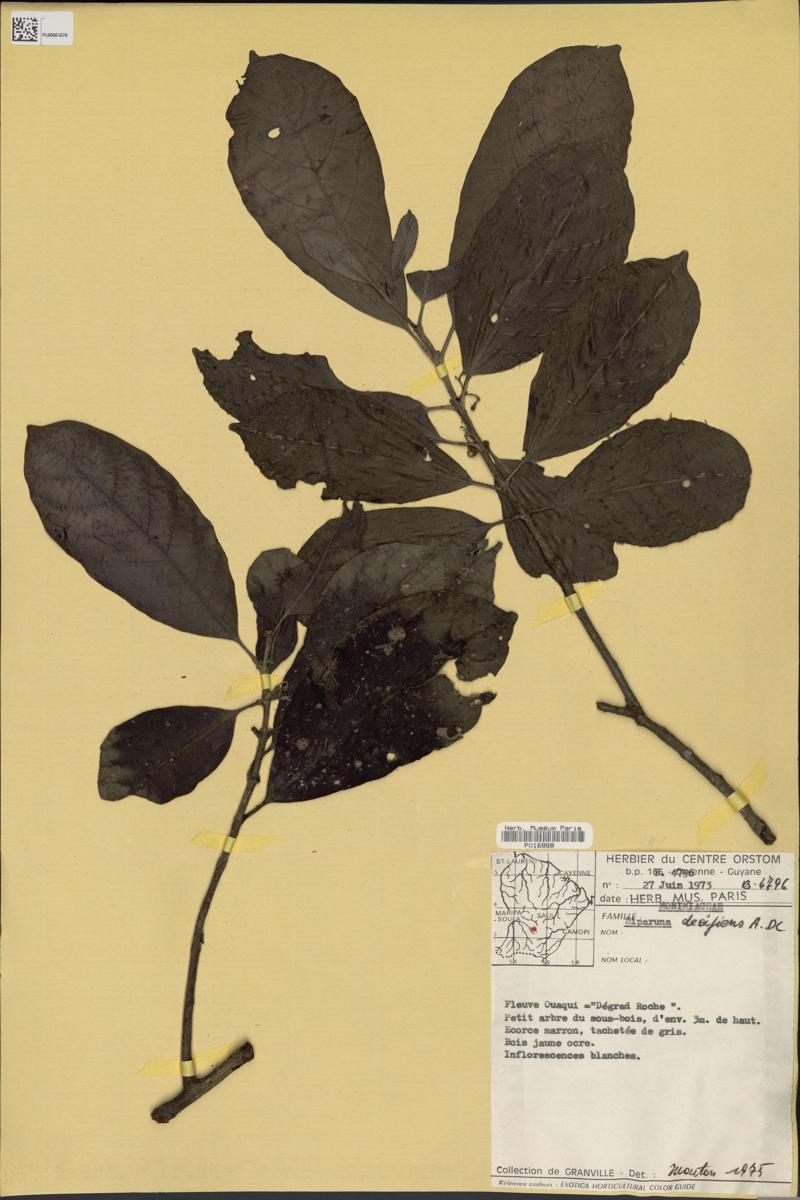 PL00081678
Herb. Muséum Paris
P016888
ST-LAURENT
CAYENNE
MARIPA-SOULA
SAUL
CAMOPI
HERBIER du CENTRE ORSTOM
b.p. 165 - Cayenne - Guyane
n° : B-4796
date : 27 Juin 1973
HERB. MUS. PARIS
MONIMIACEAE
FAMILLE
NOM : Siparuna decipiens A. DC
NOM LOCAL :
Fleuve Ouaqui ="Dégrad Roche ".
Petit arbre du sous-bois, d'env. 3m. de haut.
Ecorce marron, tachetée de gris.
Bois jaune ocre.
Inflorescences blanches.
Collection de GRANVILLE - Det. : 1975
Référence couleurs : EXOTICA HORTICULTURAL COLOR GUIDE